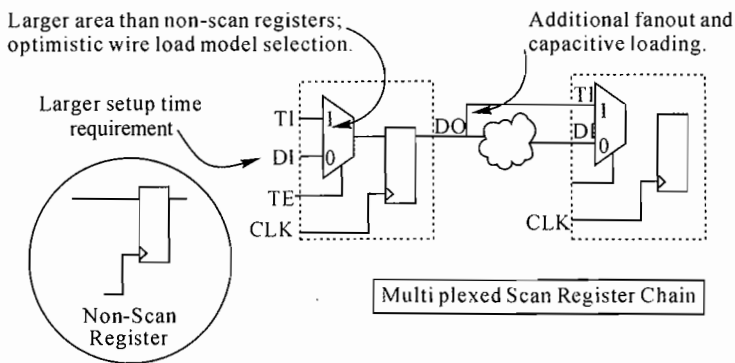 Larger area than non-scan registers;
optimistic wire load model selection.
Additional fanout and
capacitive loading.
Larger setup time
requirement
TI
1
DI
0
TE
CLK
DO
TI
1
DI
0
CLK
Non-Scan
Register
Multi plexed Scan Register Chain